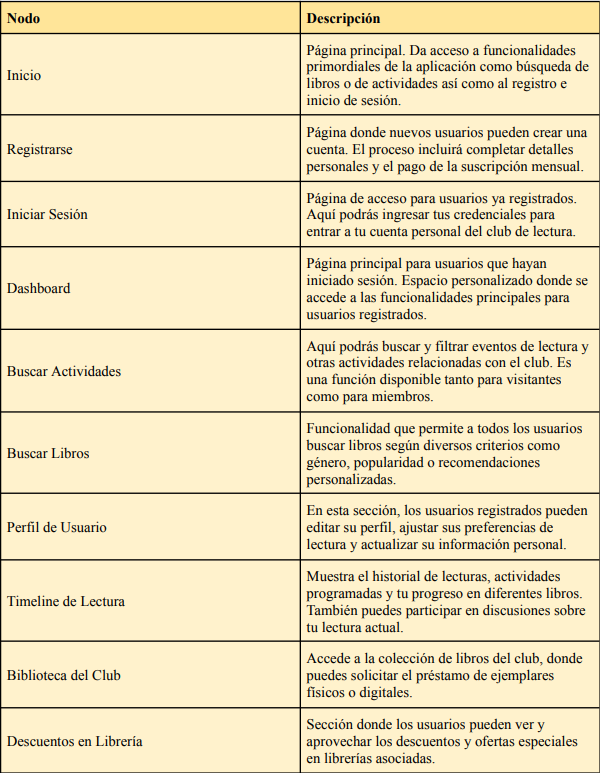 Nodo
Descripción
Inicio
Página principal. Da acceso a funcionalidades
primordiales de la aplicación como búsqueda de
libros o de actividades así como al registro e
inicio de sesión.
Registrarse
Página donde nuevos usuarios pueden crear una
cuenta. El proceso incluirá completar detalles
personales y el pago de la suscripción mensual.
Iniciar Sesión
Página de acceso para usuarios ya registrados.
Aquí podrás ingresar tus credenciales para
entrar a tu cuenta personal del club de lectura.
Dashboard
Página principal para usuarios que hayan
iniciado sesión. Espacio personalizado donde se
accede a las funcionalidades principales para
usuarios registrados.
Buscar Actividades
Aquí podrás buscar y filtrar eventos de lectura y
otras actividades relacionadas con el club. Es
una función disponible tanto para visitantes
como para miembros.
Buscar Libros
Funcionalidad que permite a todos los usuarios
buscar libros según diversos criterios como
género, popularidad o recomendaciones
personalizadas.
Perfil de Usuario
En esta sección, los usuarios registrados pueden
editar su perfil, ajustar sus preferencias de
lectura y actualizar su información personal.
Timeline de Lectura
Muestra el historial de lecturas, actividades
programadas y tu progreso en diferentes libros.
También puedes participar en discusiones sobre
tu lectura actual.
Biblioteca del Club
Accede a la colección de libros del club, donde
puedes solicitar el préstamo de ejemplares
físicos o digitales.
Descuentos en Librería
Sección donde los usuarios pueden ver y
aprovechar los descuentos y ofertas especiales
en librerías asociadas.